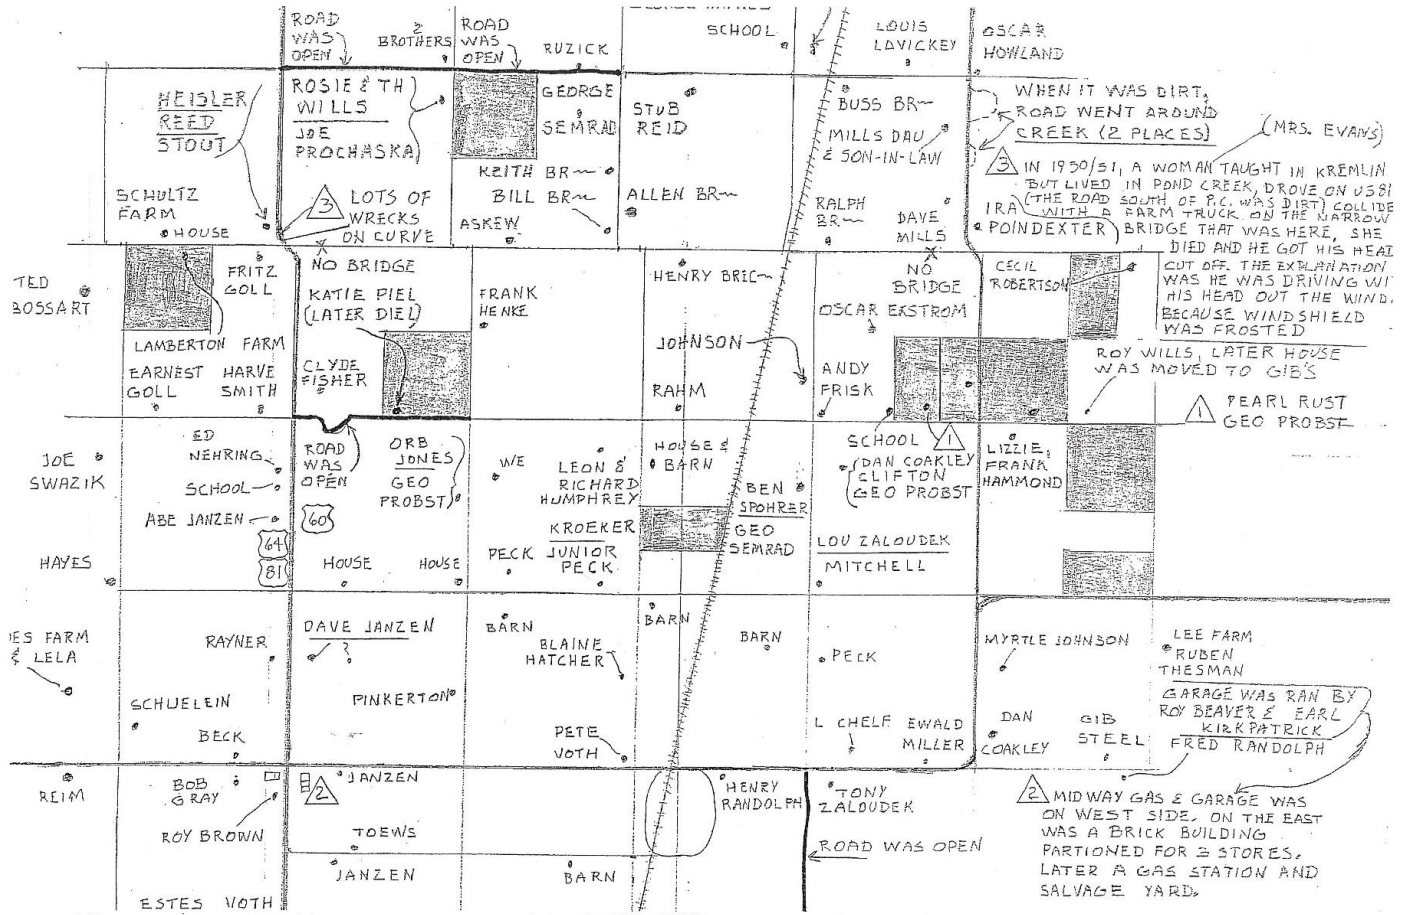 ROAD
WAS
OPEN
2
BROTHERS
ROAD
WAS
OPEN
RUZICK
SCHOOL
LOUIS
LAVICKEY
OSCAR
HOWLAND
HEISLER
REED
STOUT
ROSIE & TH
WILLS
JOE
PROCHASKA
GEORGE
SEMRAD
STUB
REID
BUSS BR
MILLS DAU
& SON-IN-LAW
WHEN IT WAS DIRT,
ROAD WENT AROUND
CREEK (2 PLACES)
(MRS. EVANS)
3 IN 1950/51, A WOMAN TAUGHT IN KREMLIN
BUT LIVED IN POND CREEK, DROVE ON US81
(THE ROAD SOUTH OF P.C. WAS DIRT) COLLIDE
WITH A FARM TRUCK ON THE NARROW
BRIDGE THAT WAS HERE, SHE
DIED AND HE GOT HIS HEAD
CUT OFF. THE EXPLANATION
WAS HE WAS DRIVING WI
HIS HEAD OUT THE WIND
BECAUSE WINDSHIELD
WAS FROSTED
SCHULTZ
FARM
HOUSE
3 LOTS OF
WRECKS
ON CURVE
KEITH BR
BILL BR
ASKEW
ALLEN BR
RALPH
BR
DAVE
MILLS
IRA
POINDEXTER
TED
BOSSART
FRITZ
GOLL
NO BRIDGE
KATIE PIEL
(LATER DIEL)
FRANK
HENKE
HENRY BRIC
NO
BRIDGE
OSCAR EKSTROM
CECIL
ROBERTSON
LAMBERTON FARM
EARNEST
GOLL
HARVE
SMITH
CLYDE
FISHER
JOHNSON
RAHM
ANDY
FRISK
ROY WILLS, LATER HOUSE
WAS MOVED TO GIB'S
1 PEARL RUST
GEO PROBST
JOE
SWAZIK
ED
NEHRING
SCHOOL
ABE JANZEN
ROAD
WAS
OPEN
ORB
JONES
GEO
PROBST
WE
LEON &
RICHARD
HUMPHREY
HOUSE &
BARN
SCHOOL
1
DAN COAKLEY
CLIFTON
GEO PROBST
LIZZIE,
FRANK
HAMMOND
60
64
81
KROEKER
JUNIOR
PECK
BEN
SPOHRER
GEO
SEMRAD
LOU ZALOUDEK
MITCHELL
HAYES
HOUSE
HOUSE
PECK
ES FARM
& LELA
RAYNER
DAVE JANZEN
?
BARN
BLAINE
HATCHER
BARN
BARN
PECK
MYRTLE JOHNSON
LEE FARM
RUBEN
THESMAN
GARAGE WAS RAN BY
ROY BEAVER & EARL
KIRKPATRICK
FRED RANDOLPH
SCHUELEIN
BECK
PINKERTON
PETE
VOTH
L CHELF
EWALD
MILLER
DAN
COAKLEY
GIB
STEEL
REIM
BOB
GRAY
ROY BROWN
2
JANZEN
TOEWS
JANZEN
BARN
HENRY
RANDOLPH
TONY
ZALOUDEK
ROAD WAS OPEN
2 MIDWAY GAS & GARAGE WAS
ON WEST SIDE. ON THE EAST
WAS A BRICK BUILDING
PARTIONED FOR 3 STORES.
LATER A GAS STATION AND
SALVAGE YARD.
ESTES VOTH